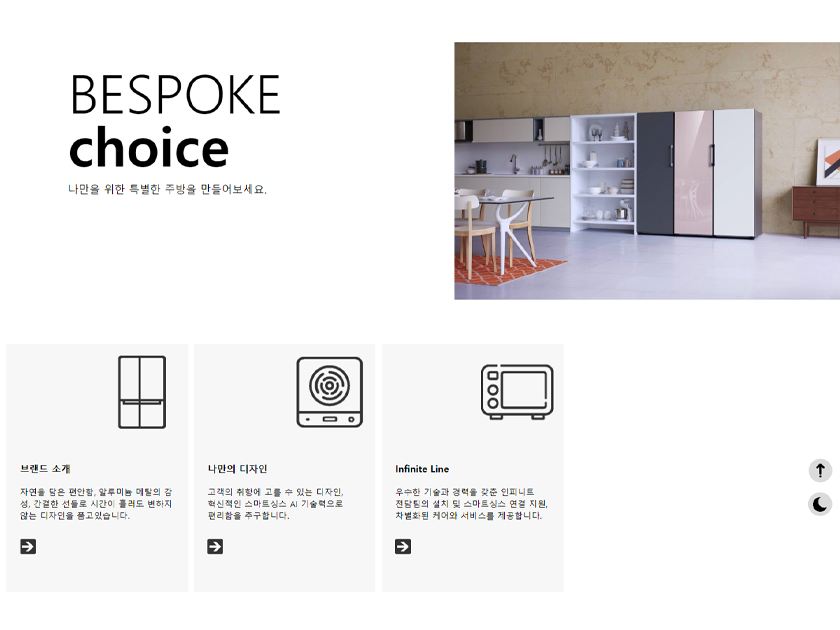 BESPOKE
choice
나만을 위한 특별한 주방을 만들어보세요.
브랜드 소개
자연을 담은 편안함, 알루미늄 메탈의 감
성, 간결한 선들로 시간이 흘러도 변하지
않는 디자인을 품고있습니다.
나만의 디자인
고객의 취향에 고를 수 있는 디자인,
혁신적인 스마트싱스 AI 기술력으로
편리함을 추구합니다.
Infinite Line
우수한 기술과 경력을 갖춘 인피니트
전담팀의 설치 및 스마트싱스 연결 지원,
차별화된 케어와 서비스를 제공합니다.